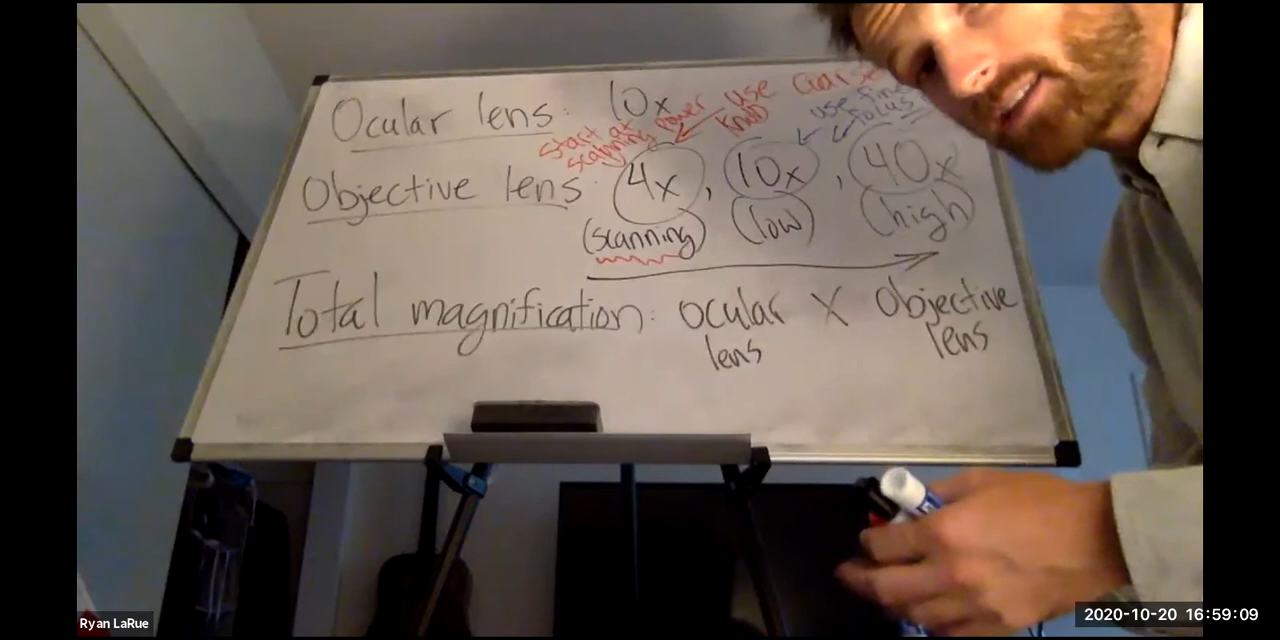 Ocular lens: 10x
start at scanning power
use
knob
use fine focus
Objective lens: 4x, 10x, 40x
(scanning) (low) (high)
Total magnification: ocular lens X Objective lens
Ryan LaRue
2020-10-20 16:59:09